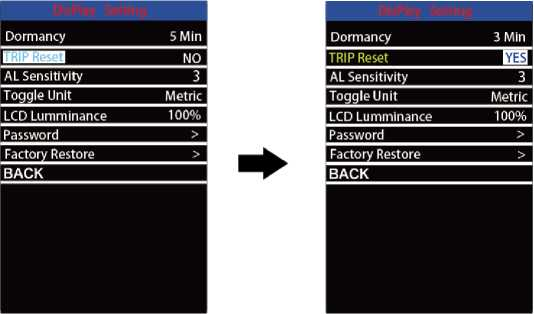 DisPlay Setting
Dormancy 5 Min
TRIP Reset NO
AL Sensitivity 3
Toggle Unit Metric
LCD Lumminance 100%
Password >
Factory Restore >
BACK
DisPlay Setting
Dormancy 3 Min
TRIP Reset YES
AL Sensitivity 3
Toggle Unit Metric
LCD Lumminance 100%
Password >
Factory Restore >
BACK